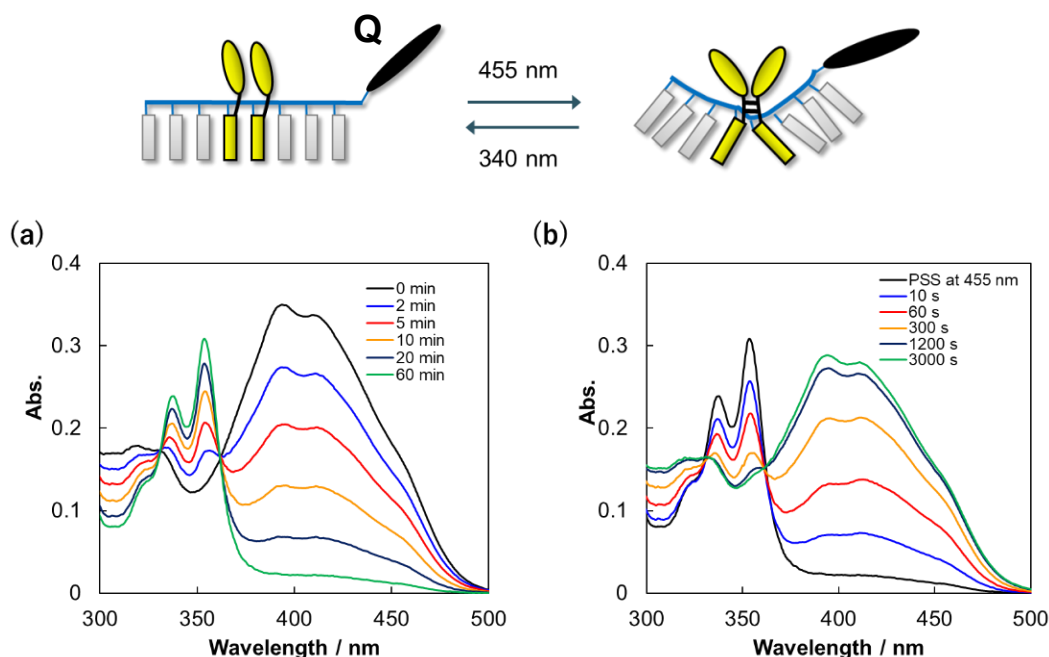 Q
455 nm
340 nm
(a)
0.4
0.3
0.2
0.1
0
Abs.
0 min
2 min
5 min
10 min
20 min
60 min
300 350 400 450 500
Wavelength / nm
(b)
0.4
0.3
0.2
0.1
0
Abs.
PSS at 455 nm
10 s
60 s
300 s
1200 s
3000 s
300 350 400 450 500
Wavelength / nm